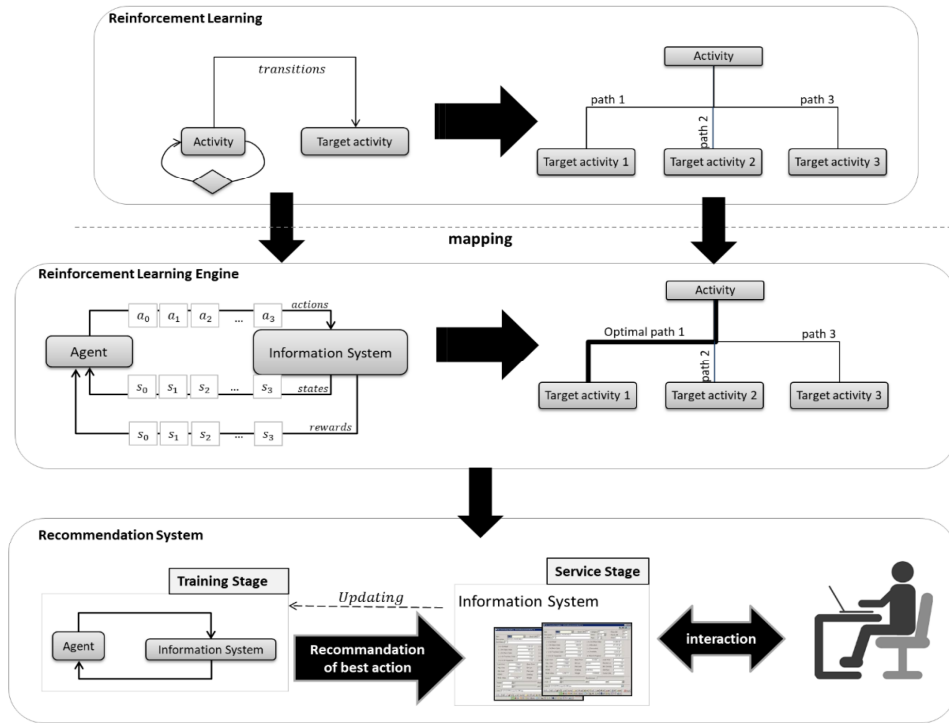 Reinforcement Learning
transitions
Activity
Target activity
Activity
path 1
path 2
path 3
Target activity 1
Target activity 2
Target activity 3
mapping
Reinforcement Learning Engine
a0 a1 a2 ... a3 actions
Agent
Information System
s0 s1 s2 ... s3 states
s0 s1 s2 ... s3 rewards
Activity
Optimal path 1
path 2
path 3
Target activity 1
Target activity 2
Target activity 3
Recommendation System
Training Stage
Agent
Information System
Updating
Recommandation
of best action
Service Stage
Information System
interaction